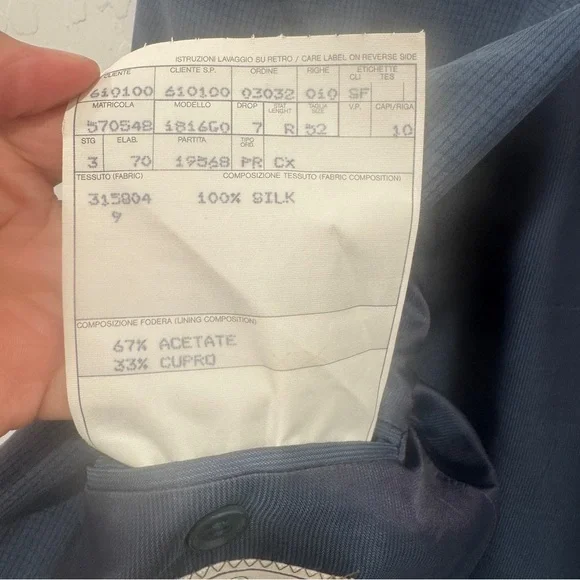 ISTRUZIONI LAVAGGIO SU RETRO / CARE LABEL ON REVERSE SIDE
CLIENTE CLIENTE S.P. ORDINE RIGHE ETICHETTE
CLI TES
610100 610100 03032 010 SF
MATRICOLA MODELLO DROP STAT LENGHT TAGLIA SIZE V.P. CAPI/RIGA
570548 1816G0 7 R 52 10
STG ELAB. PARTITA TIPO ORD.
3 70 19568 PR CX
TESSUTO (FABRIC) COMPOSIZIONE TESSUTO (FABRIC COMPOSITION)
315804 100% SILK
9
COMPOSIZIONE FODERA (LINING COMPOSITION)
67% ACETATE
33% CUPRO